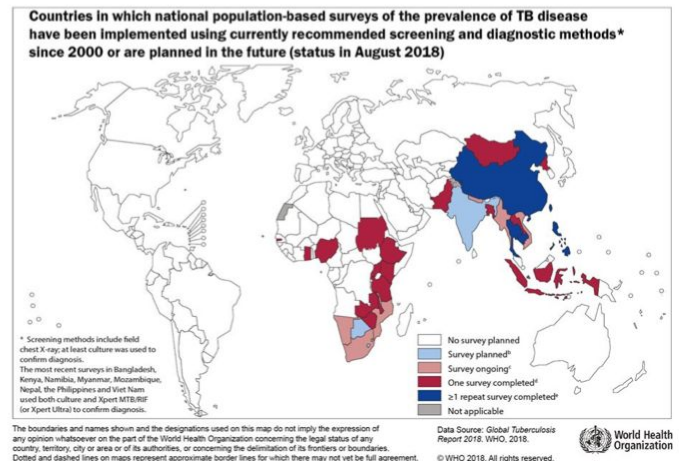 Countries in which national population-based surveys of the prevalence of TB disease
have been implemented using currently recommended screening and diagnostic methods*
since 2000 or are planned in the future (status in August 2018)
* Screening methods include field
chest X-ray; at least culture was used to
confirm diagnosis.
The most recent surveys in Bangladesh,
Kenya, Namibia, Myanmar, Mozambique,
Nepal, the Philippines and Viet Nam
used both culture and Xpert MTB/RIF
(or Xpert Ultra) to confirm diagnosis.
No survey planned
Survey plannedᵇ
Survey ongoingᶜ
One survey completedᵈ
≥1 repeat survey completedᵉ
Not applicable
The boundaries and names shown and the designations used on this map do not imply the expression of
any opinion whatsoever on the part of the World Health Organization concerning the legal status of any
country, territory, city or area or of its authorities, or concerning the delimitation of its frontiers or boundaries.
Dotted and dashed lines on maps represent approximate border lines for which there may not yet be full agreement.
Data Source: Global Tuberculosis
Report 2018. WHO, 2018.
© WHO 2018. All rights reserved.
World Health
Organization